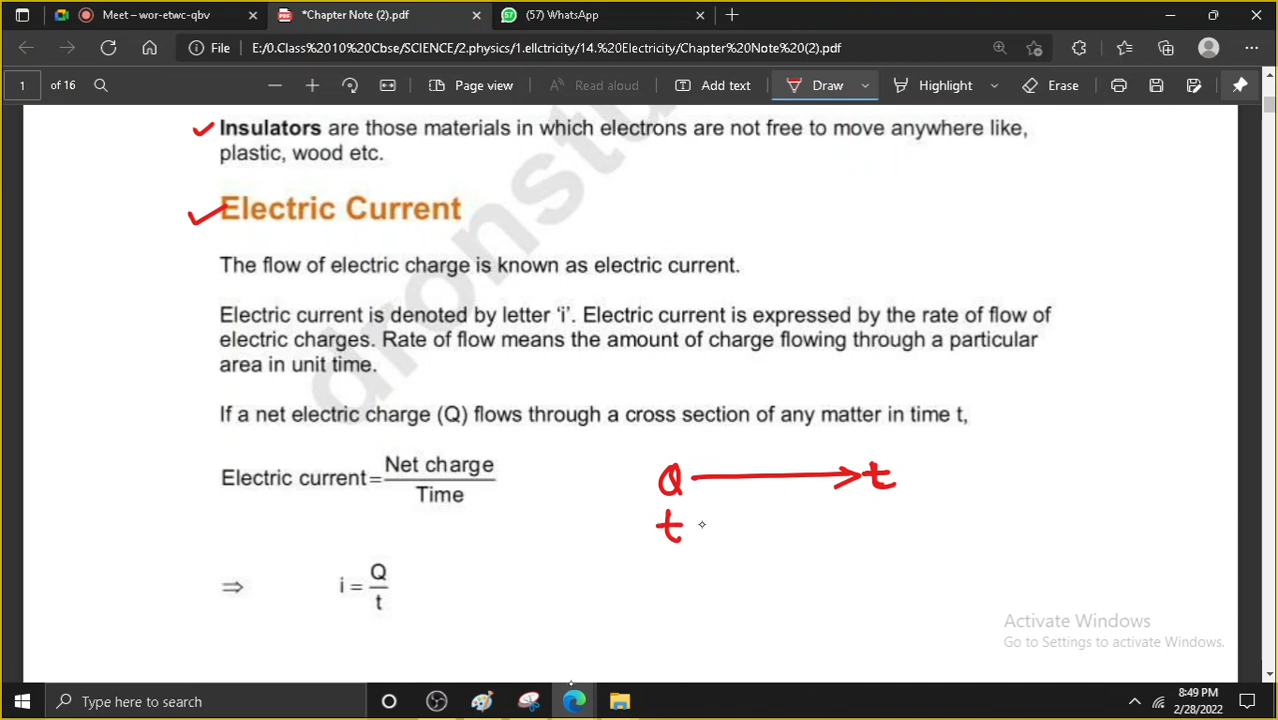 Meet – wor-etwc-qbv
*Chapter Note (2).pdf
(57) WhatsApp
File
E:/0.Class%2010%20Cbse/SCIENCE/2.physics/1.ellctricity/14.%20Electricity/Chapter%20Note%20(2).pdf
1 of 16
Page view
Read aloud
Add text
Draw
Highlight
Erase
Insulators are those materials in which electrons are not free to move anywhere like,
plastic, wood etc.
Electric Current
The flow of electric charge is known as electric current.
Electric current is denoted by letter ‘i’. Electric current is expressed by the rate of flow of
electric charges. Rate of flow means the amount of charge flowing through a particular
area in unit time.
If a net electric charge (Q) flows through a cross section of any matter in time t,
Electric current = Net charge
Time
Q → t
t
⇒ i = Q
t
dronstu
Activate Windows
Go to Settings to activate Windows.
Type here to search
8:49 PM
2/28/2022